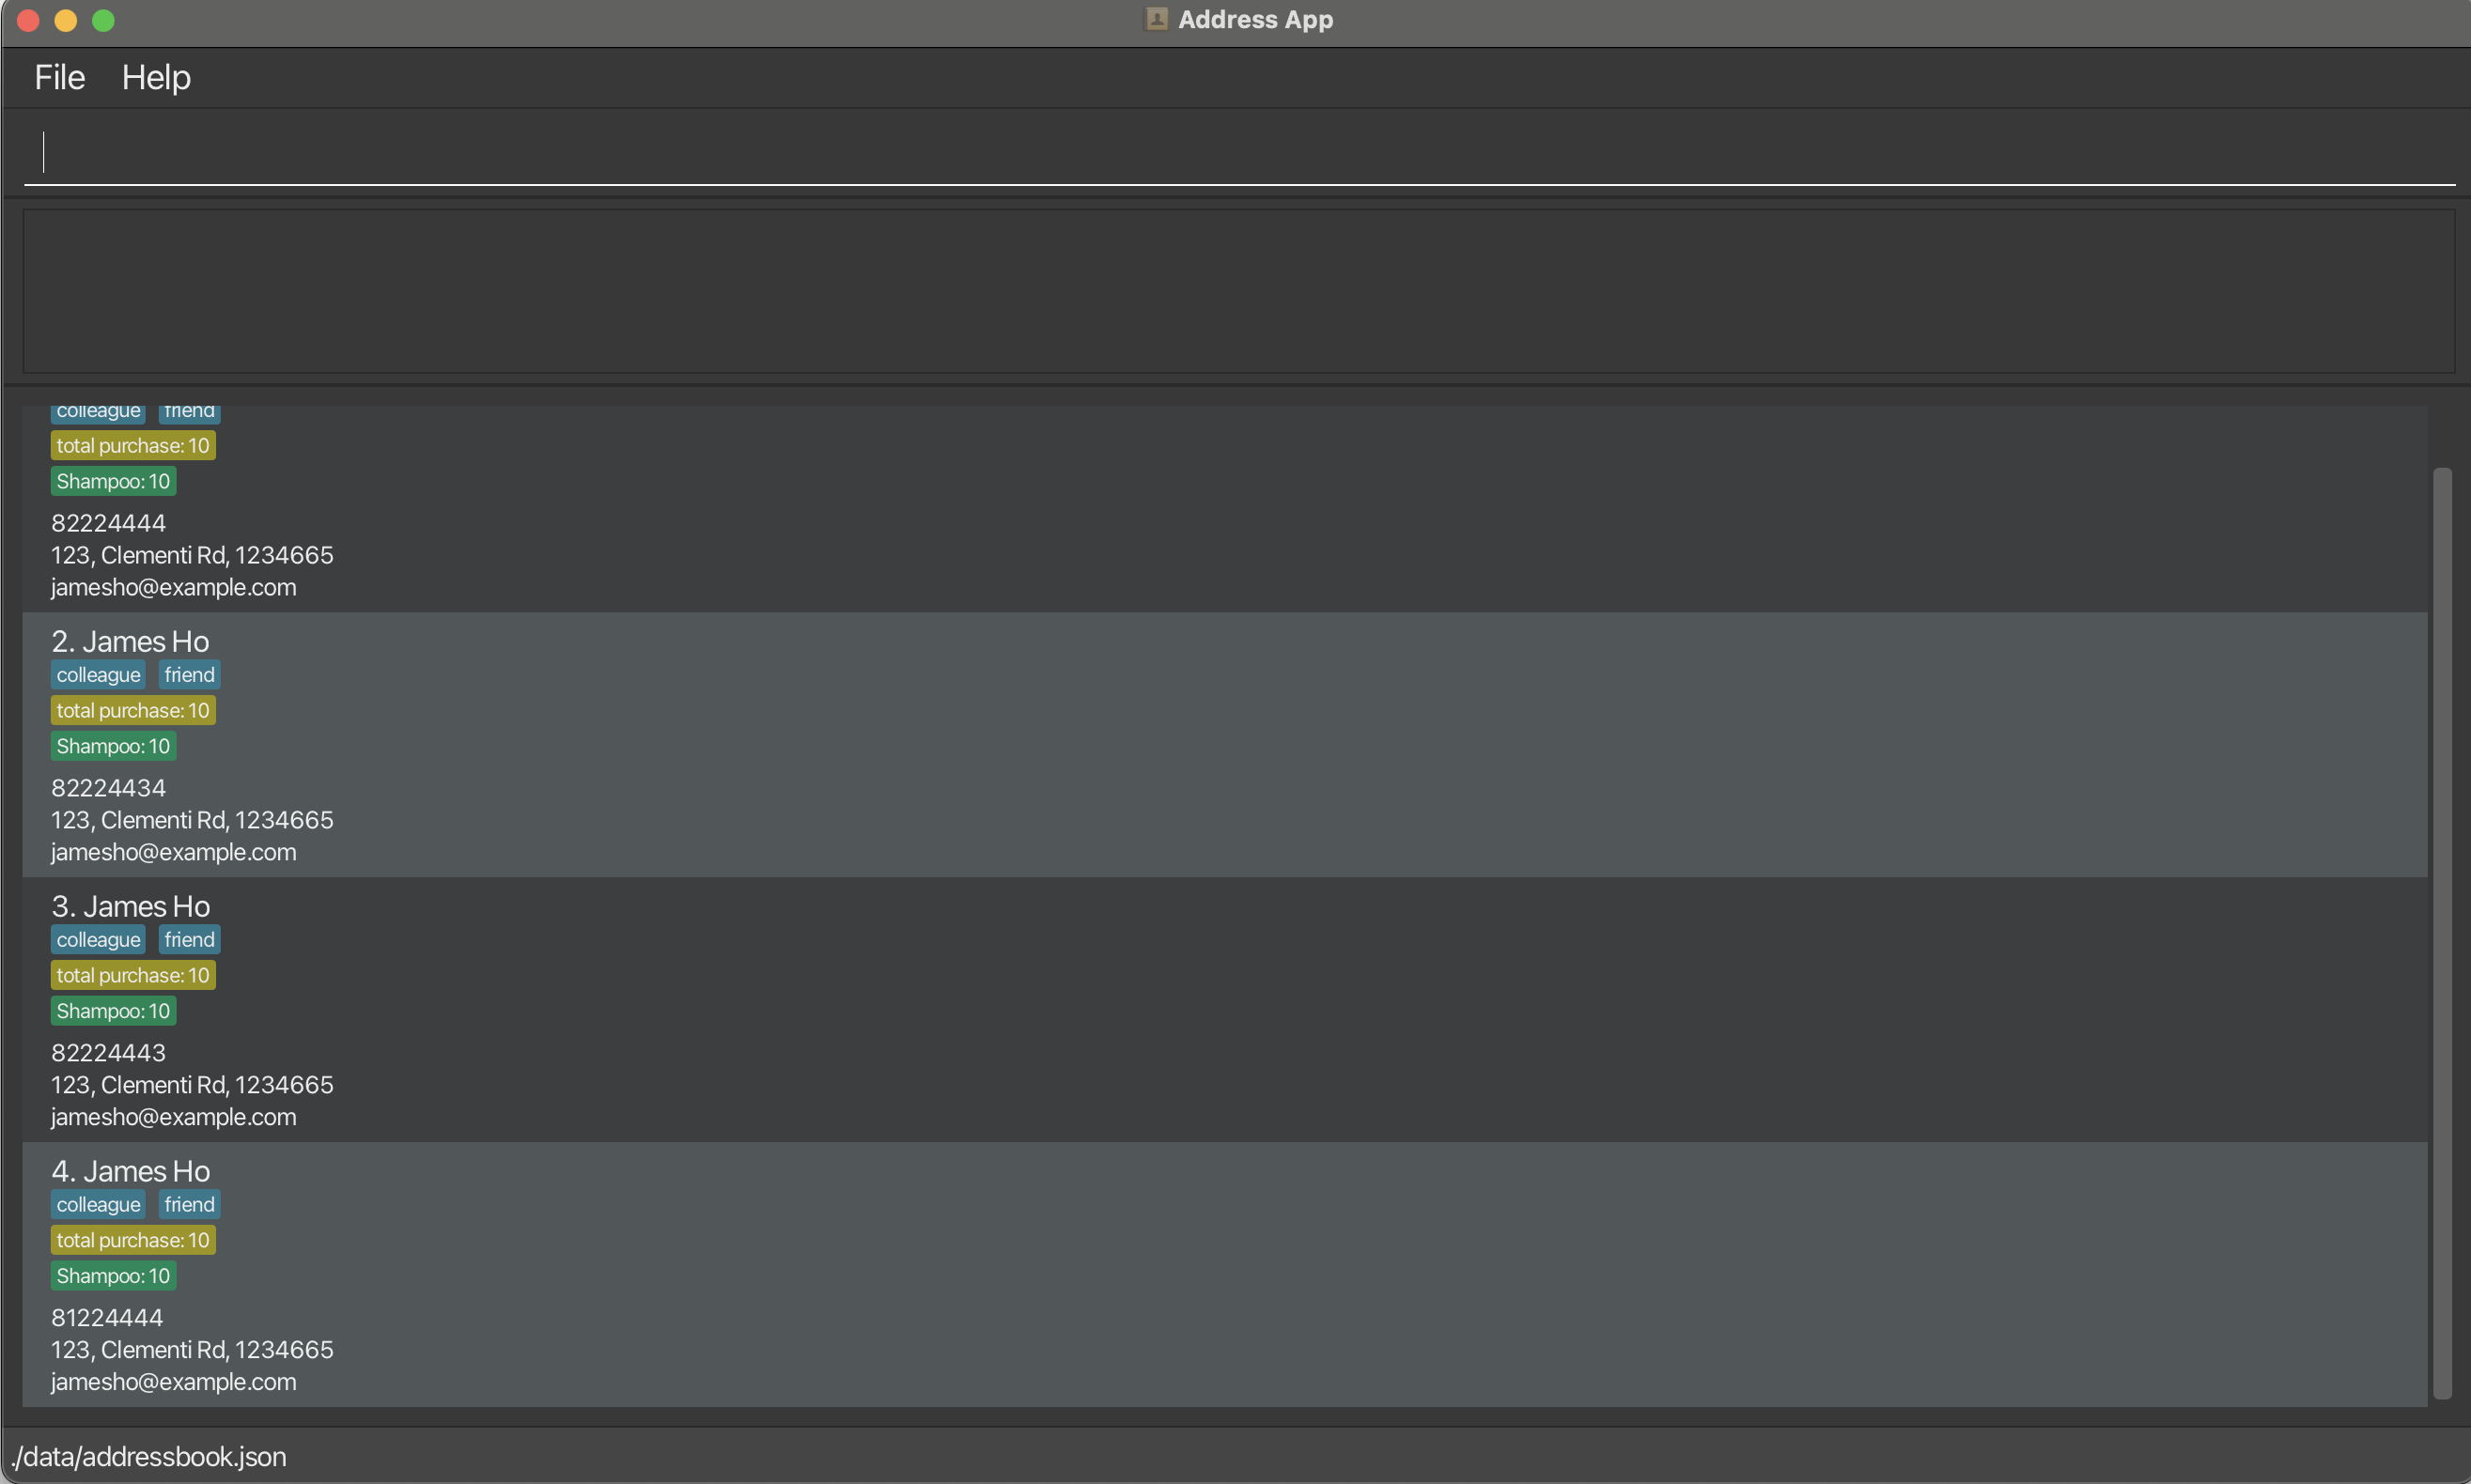 Address App
File Help
colleague friend
total purchase: 10
Shampoo: 10
82224444
123, Clementi Rd, 1234665
jamesho@example.com
2. James Ho
colleague friend
total purchase: 10
Shampoo: 10
82224434
123, Clementi Rd, 1234665
jamesho@example.com
3. James Ho
colleague friend
total purchase: 10
Shampoo: 10
82224443
123, Clementi Rd, 1234665
jamesho@example.com
4. James Ho
colleague friend
total purchase: 10
Shampoo: 10
81224444
123, Clementi Rd, 1234665
jamesho@example.com
./data/addressbook.json